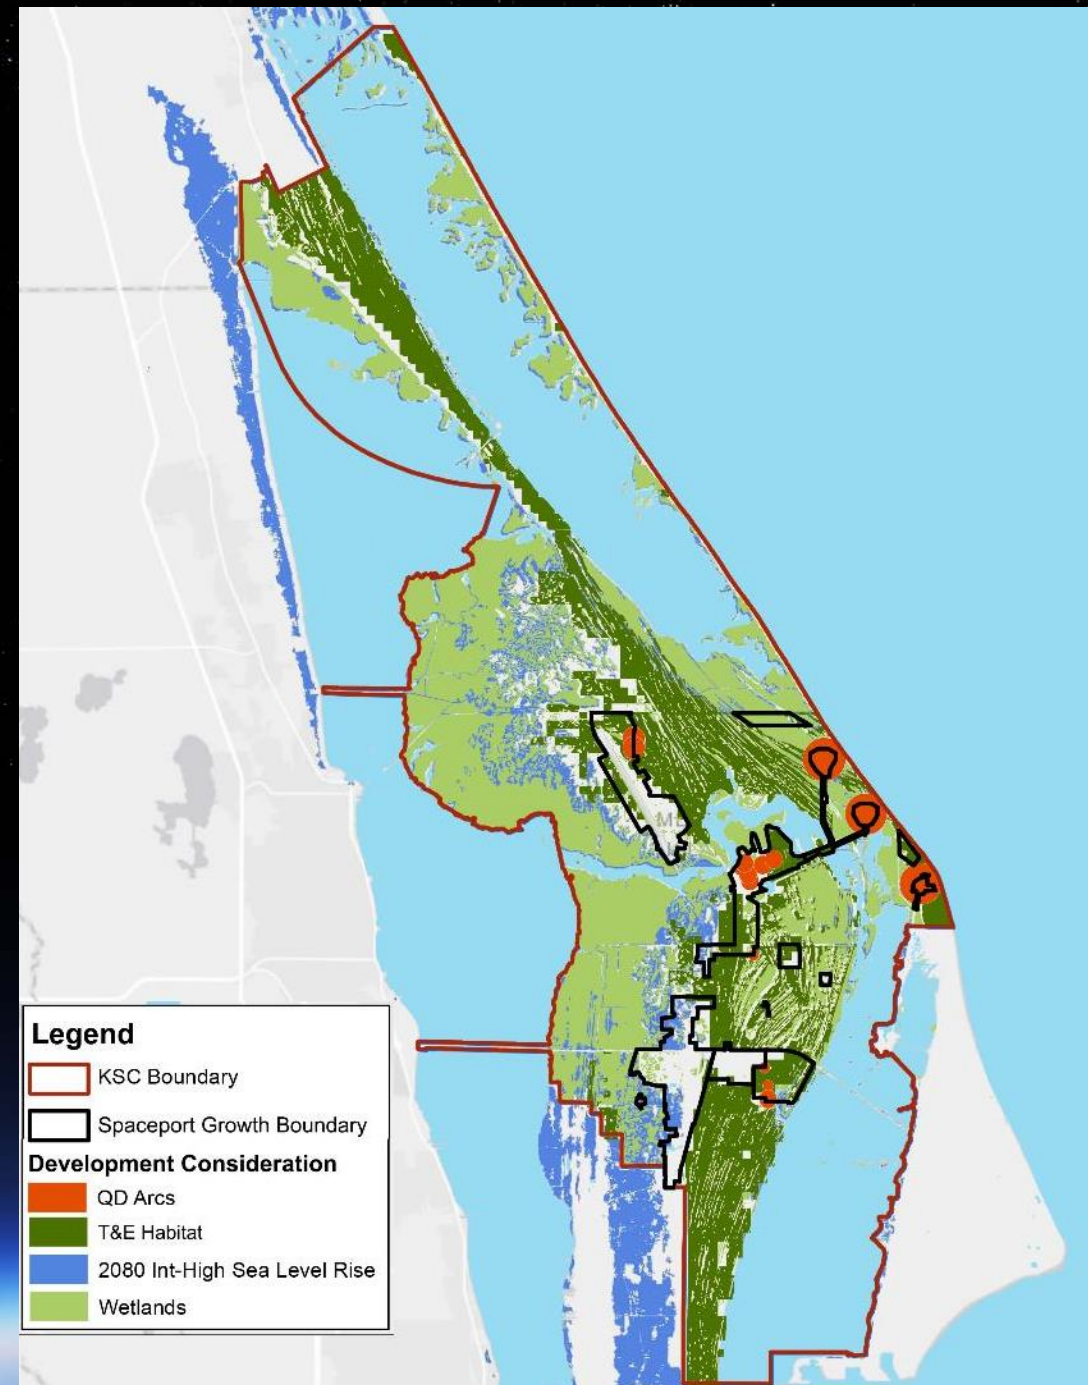 Legend
KSC Boundary
Spaceport Growth Boundary
Development Consideration
QD Arcs
T&E Habitat
2080 Int-High Sea Level Rise
Wetlands